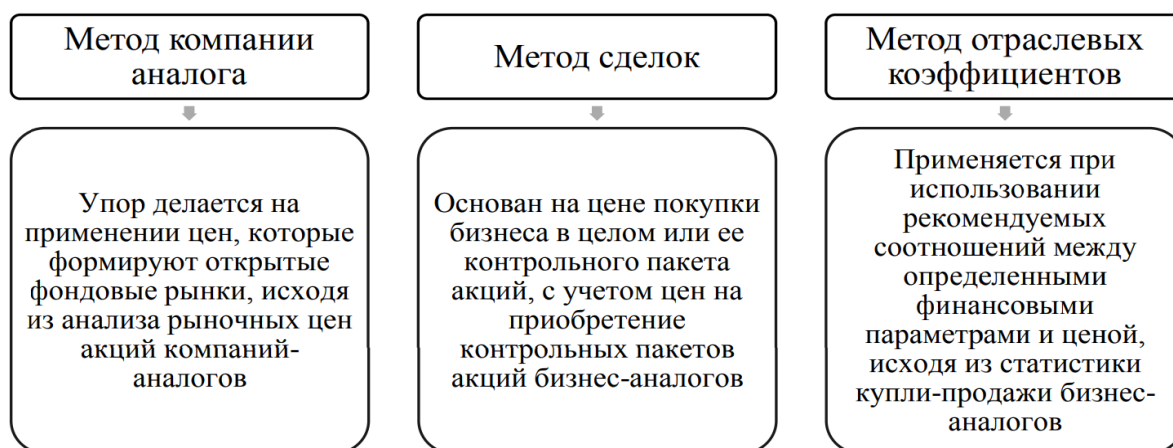 Метод компании
аналога
Упор делается на
применении цен, которые
формируют открытые
фондовые рынки, исходя
из анализа рыночных цен
акций компаний-
аналогов
Метод сделок
Основан на цене покупки
бизнеса в целом или ее
контрольного пакета
акций, с учетом цен на
приобретение
контрольных пакетов
акций бизнес-аналогов
Метод отраслевых
коэффициентов
Применяется при
использовании
рекомендуемых
соотношений между
определенными
финансовыми
параметрами и ценой,
исходя из статистики
купли-продажи бизнес-
аналогов